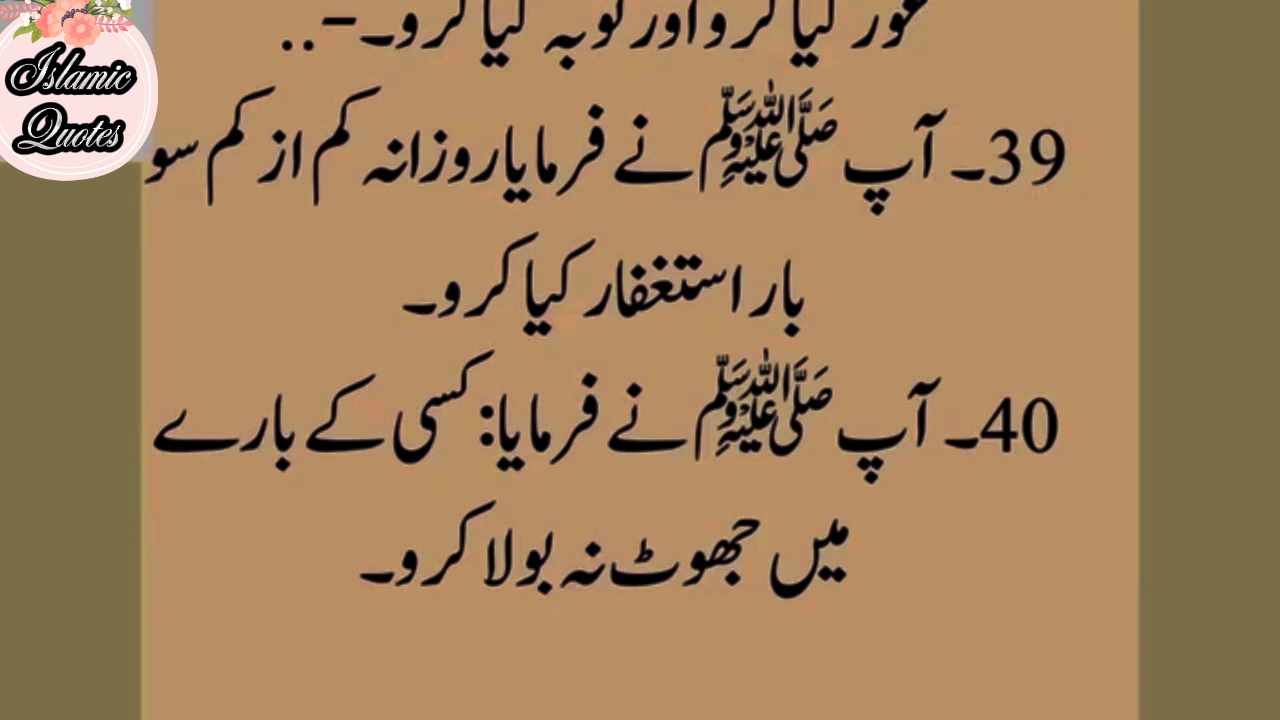 Islamic
Quotes
غور کیا کرو اور توبہ کیا کرو۔–..
39۔ آپ ﷺ نے فرمایا روزانہ کم از کم سو
بار استغفار کیا کرو۔
40۔ آپ ﷺ نے فرمایا: کسی کے بارے
میں جھوٹ نہ بولا کرو۔